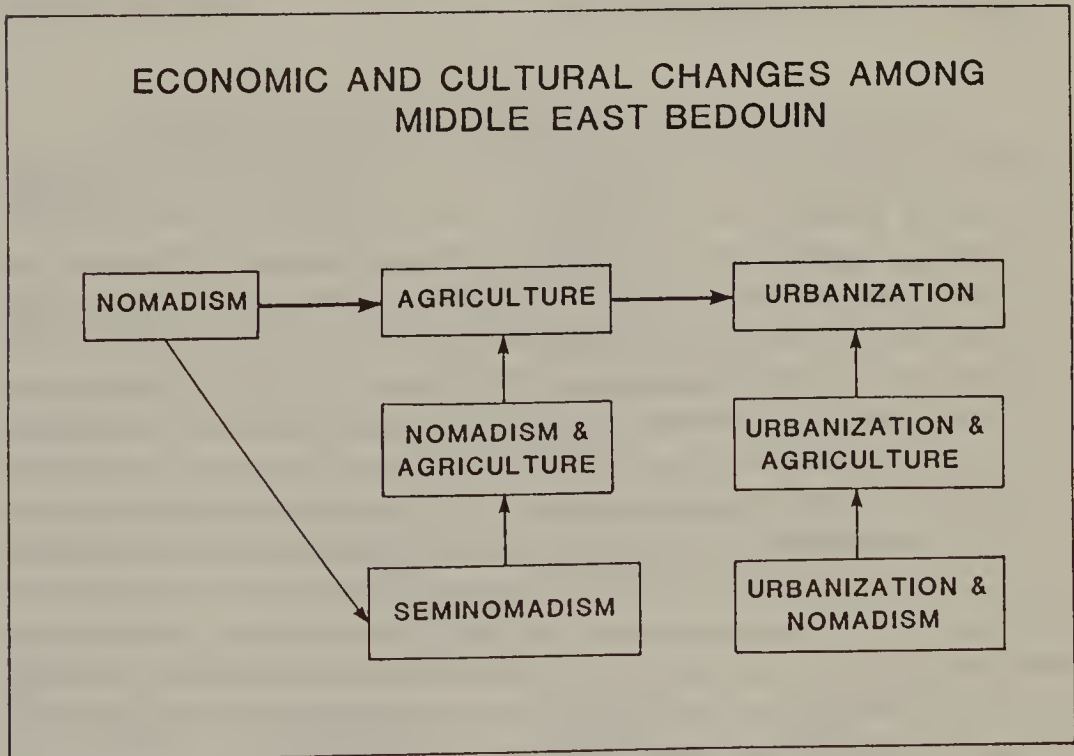 ECONOMIC AND CULTURAL CHANGES AMONG
MIDDLE EAST BEDOUIN
NOMADISM
AGRICULTURE
URBANIZATION
NOMADISM &
AGRICULTURE
URBANIZATION &
AGRICULTURE
SEMINOMADISM
URBANIZATION &
NOMADISM